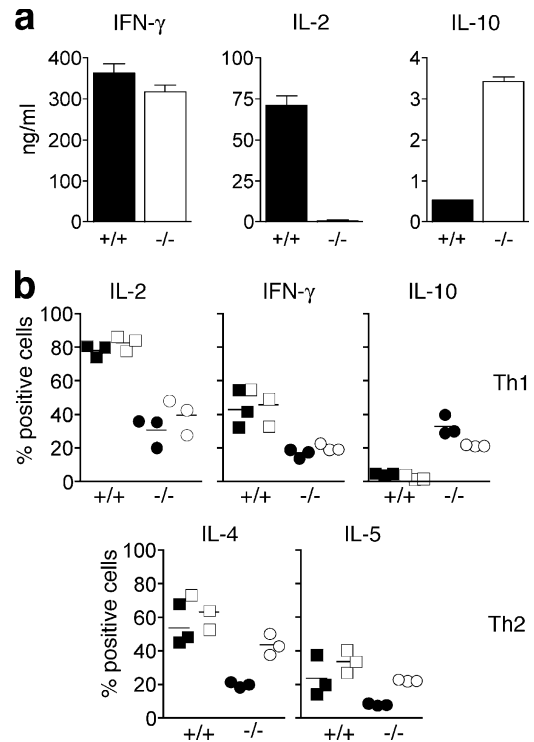 a
IFN-γ IL-2 IL-10
ng/ml
400 300 200 100 0
100 75 50 25 0
4 3 2 1 0
+/+ -/- +/+ -/- +/+ -/-
b
IL-2 IFN-γ IL-10
% positive cells
100 80 60 40 20 0
Th1
+/+ -/- +/+ -/- +/+ -/-
IL-4 IL-5
% positive cells
100 80 60 40 20 0
Th2
+/+ -/- +/+ -/-